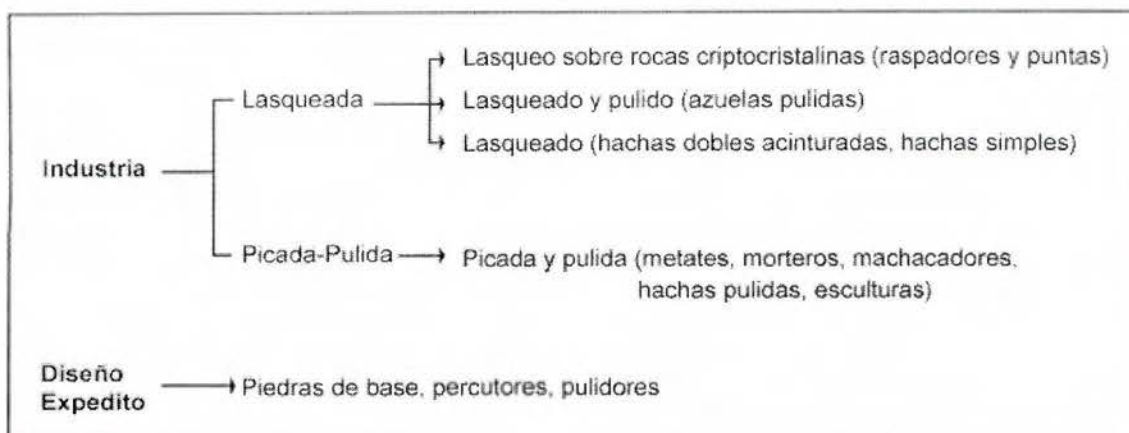 Lasqueo sobre rocas criptocristalinas (raspadores y puntas)
Lasqueada
Lasqueado y pulido (azuelas pulidas)
Lasqueado (hachas dobles acinturadas, hachas simples)
Industria
Picada-Pulida
Picada y pulida (metates, morteros, machacadores,
hachas pulidas, esculturas)
Diseño
Expedito
Piedras de base, percutores, pulidores